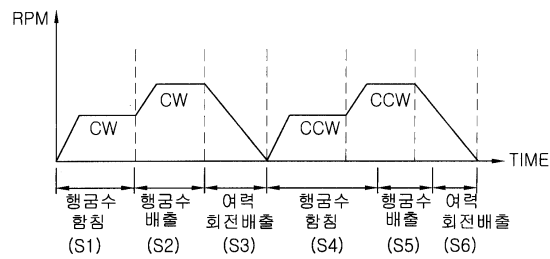 RPM
CW
CW
CCW
CCW
TIME
행굼수
함침
(S1)
행굼수
배출
(S2)
여력
회전배출
(S3)
행굼수
함침
(S4)
행굼수
배출
(S5)
여력
회전배출
(S6)